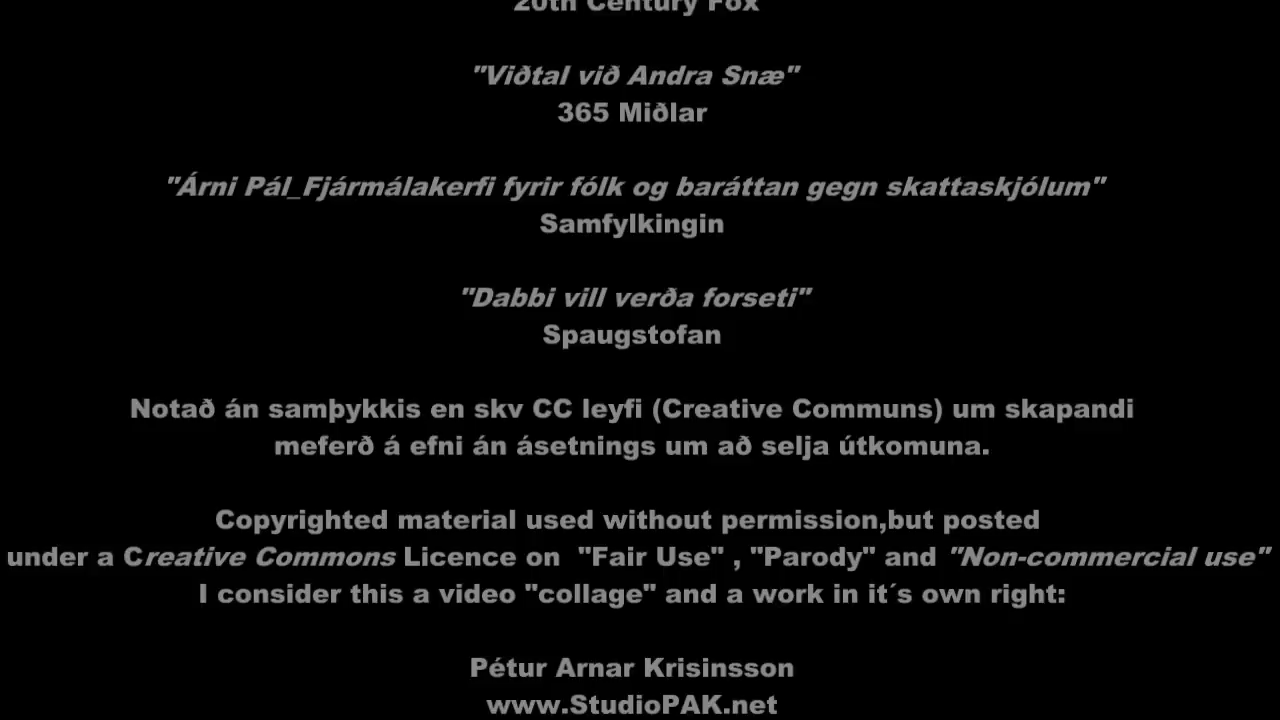 20th Century Fox
"Viðtal við Andra Snæ"
365 Miðlar
"Árni Pál_Fjármálakerfi fyrir fólk og baráttan gegn skattaskjólum"
Samfylkingin
"Dabbi vill verða forseti"
Spaugstofan
Notað án samþykkis en skv CC leyfi (Creative Communs) um skapandi
meferð á efni án ásetnings um að selja útkomuna.
Copyrighted material used without permission,but posted
under a Creative Commons Licence on  "Fair Use" , "Parody" and "Non-commercial use"
I consider this a video "collage" and a work in it´s own right:
Pétur Arnar Krisinsson
www.StudioPAK.net